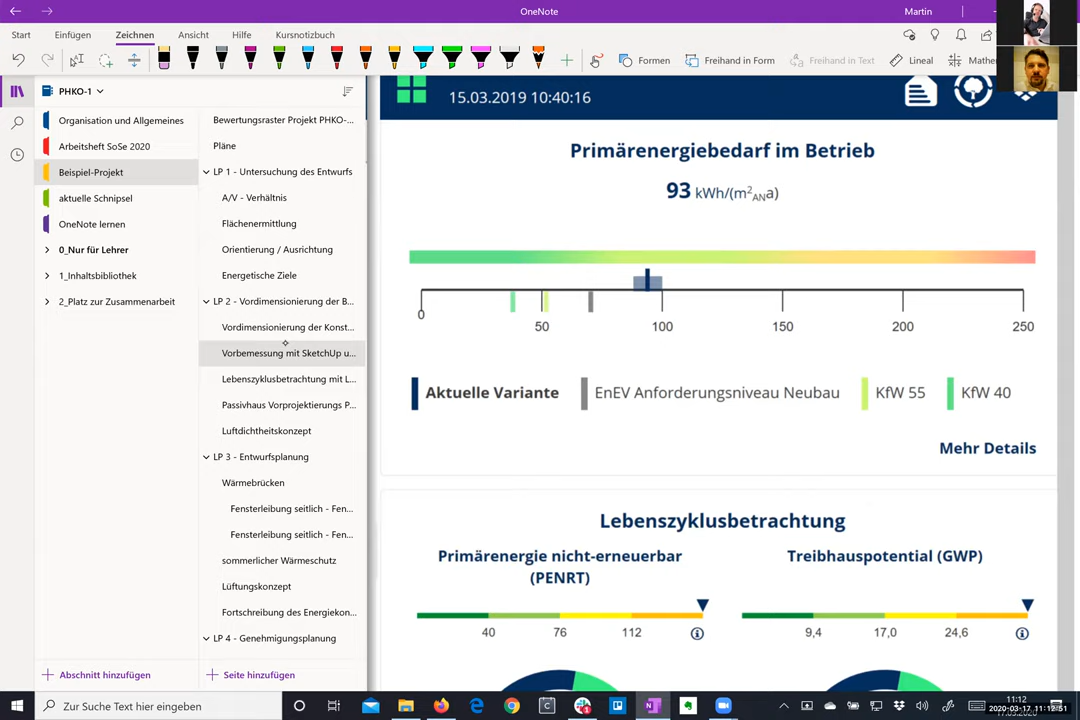 OneNote
Martin
Start
Einfügen
Zeichnen
Ansicht
Hilfe
Kursnotizbuch
Formen
Freihand in Form
Freihand in Text
Lineal
Mathe
PHKO-1
Organisation und Allgemeines
Arbeitsheft SoSe 2020
Beispiel-Projekt
aktuelle Schnipsel
OneNote lernen
0_Nur für Lehrer
1_Inhaltsbibliothek
2_Platz zur Zusammenarbeit
Abschnitt hinzufügen
Bewertungsraster Projekt PHKO-...
Pläne
LP 1 - Untersuchung des Entwurfs
A/V - Verhältnis
Flächenermittlung
Orientierung / Ausrichtung
Energetische Ziele
LP 2 - Vordimensionierung der B...
Vordimensionierung der Konst...
Vorbemessung mit SketchUp u...
Lebenszyklusbetrachtung mit L...
Passivhaus Vorprojektierungs P...
Luftdichtheitskonzept
LP 3 - Entwurfsplanung
Wärmebrücken
Fensterleibung seitlich - Fen...
Fensterleibung seitlich - Fen...
sommerlicher Wärmeschutz
Lüftungskonzept
Fortschreibung des Energiekon...
LP 4 - Genehmigungsplanung
Seite hinzufügen
15.03.2019 10:40:16
Primärenergiebedarf im Betrieb
93 kWh/(m²ANa)
0 50 100 150 200 250
Aktuelle Variante
EnEV Anforderungsniveau Neubau
KfW 55
KfW 40
Mehr Details
Lebenszyklusbetrachtung
Primärenergie nicht-erneuerbar
(PENRT)
40 76 112
Treibhauspotential (GWP)
9,4 17,0 24,6
Zur Suche Text hier eingeben
11:12
2020-03-17 11:12:51